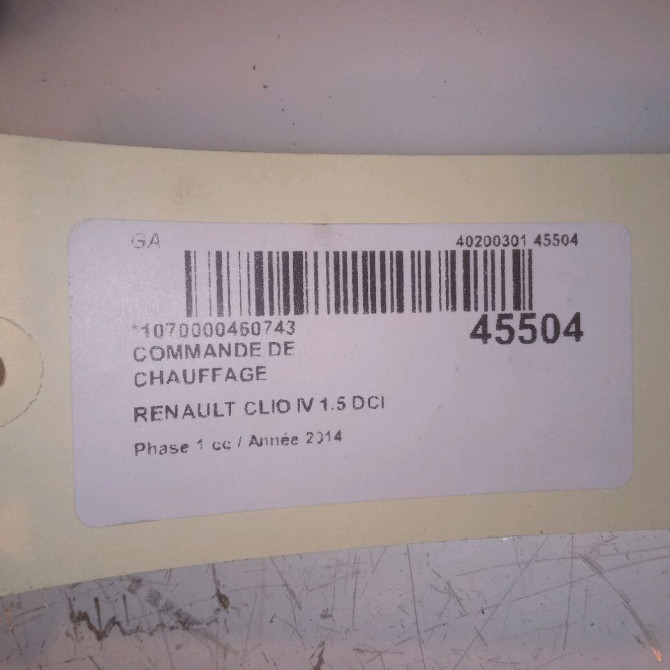 GA
40200301 45504
*1070000460743
45504
COMMANDE DE
CHAUFFAGE
RENAULT CLIO IV 1.5 DCI
Phase 1 cc / Année 2014